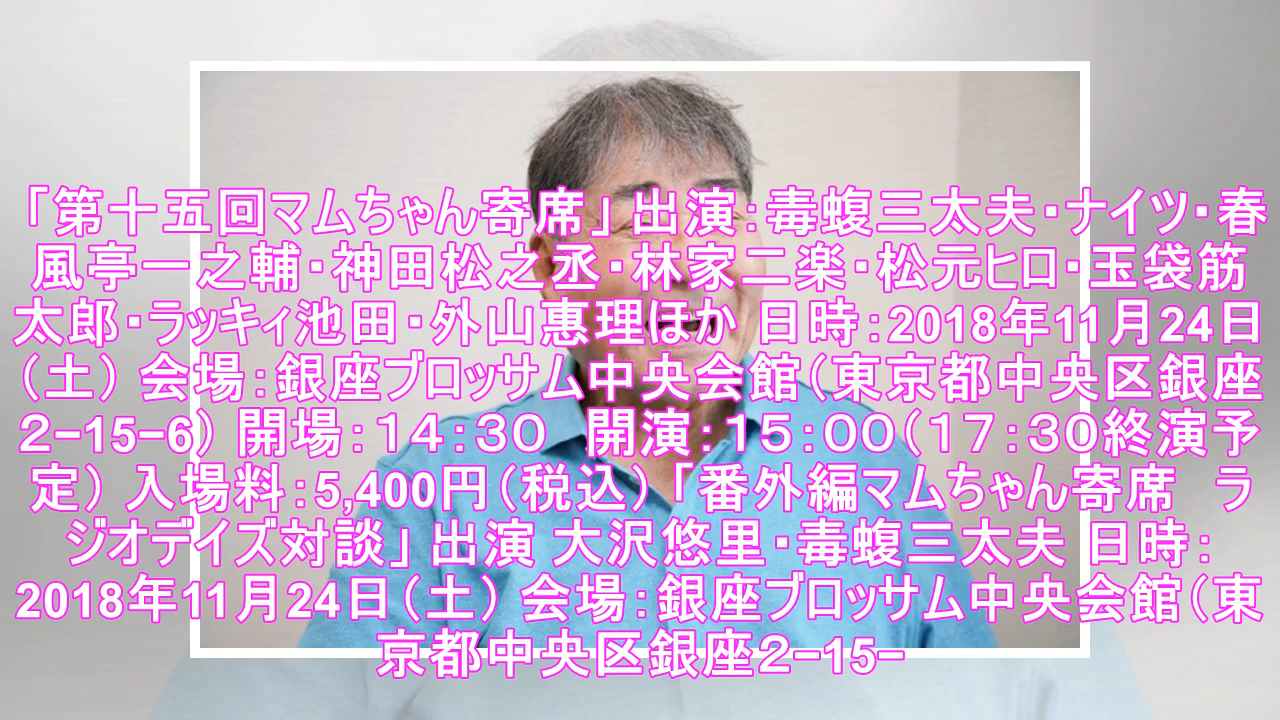 「第十五回マムちゃん寄席」 出演：毒蝮三太夫・ナイツ・春
風亭一之輔・神田松之丞・林家二楽・松元ヒロ・玉袋筋
太郎・ラッキィ池田・外山惠理ほか 日時：2018年11月24日
（土） 会場：銀座ブロッサム中央会館（東京都中央区銀座
２−15−6） 開場：１４：３０　開演：１５：００（１７：３０終演予
定） 入場料：5,400円（税込） 「番外編マムちゃん寄席　ラ
ジオデイズ対談」 出演 大沢悠里・毒蝮三太夫 日時：
2018年11月24日（土） 会場：銀座ブロッサム中央会館（東
京都中央区銀座２−15−